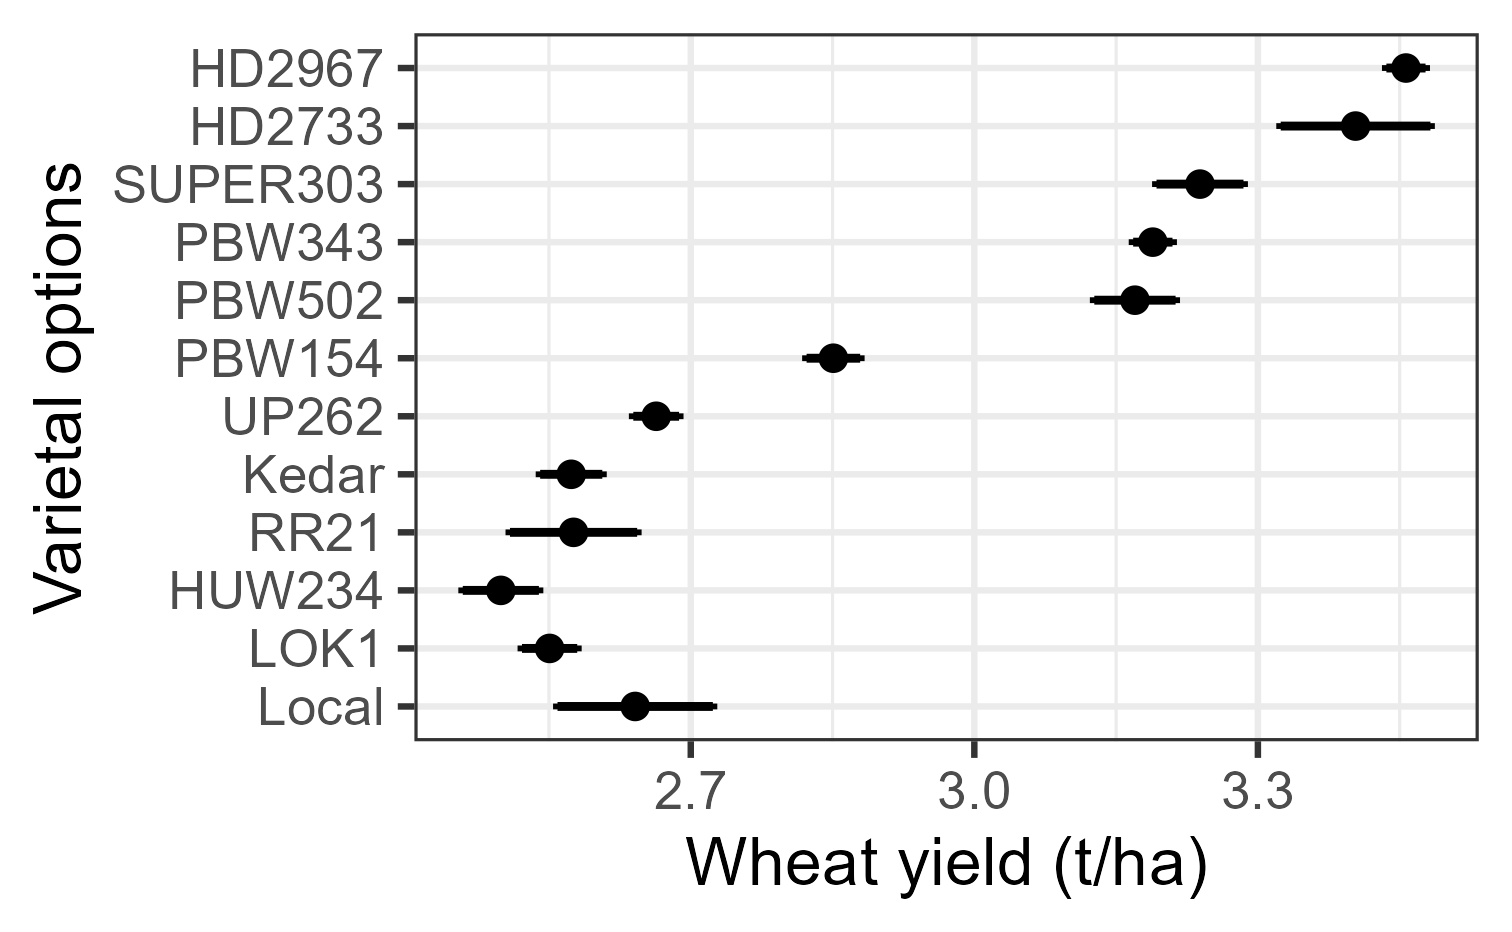 HD2967
HD2733
SUPER303
PBW343
PBW502
PBW154
UP262
Kedar
RR21
HUW234
LOK1
Local
Varietal options
2.7 3.0 3.3
Wheat yield (t/ha)